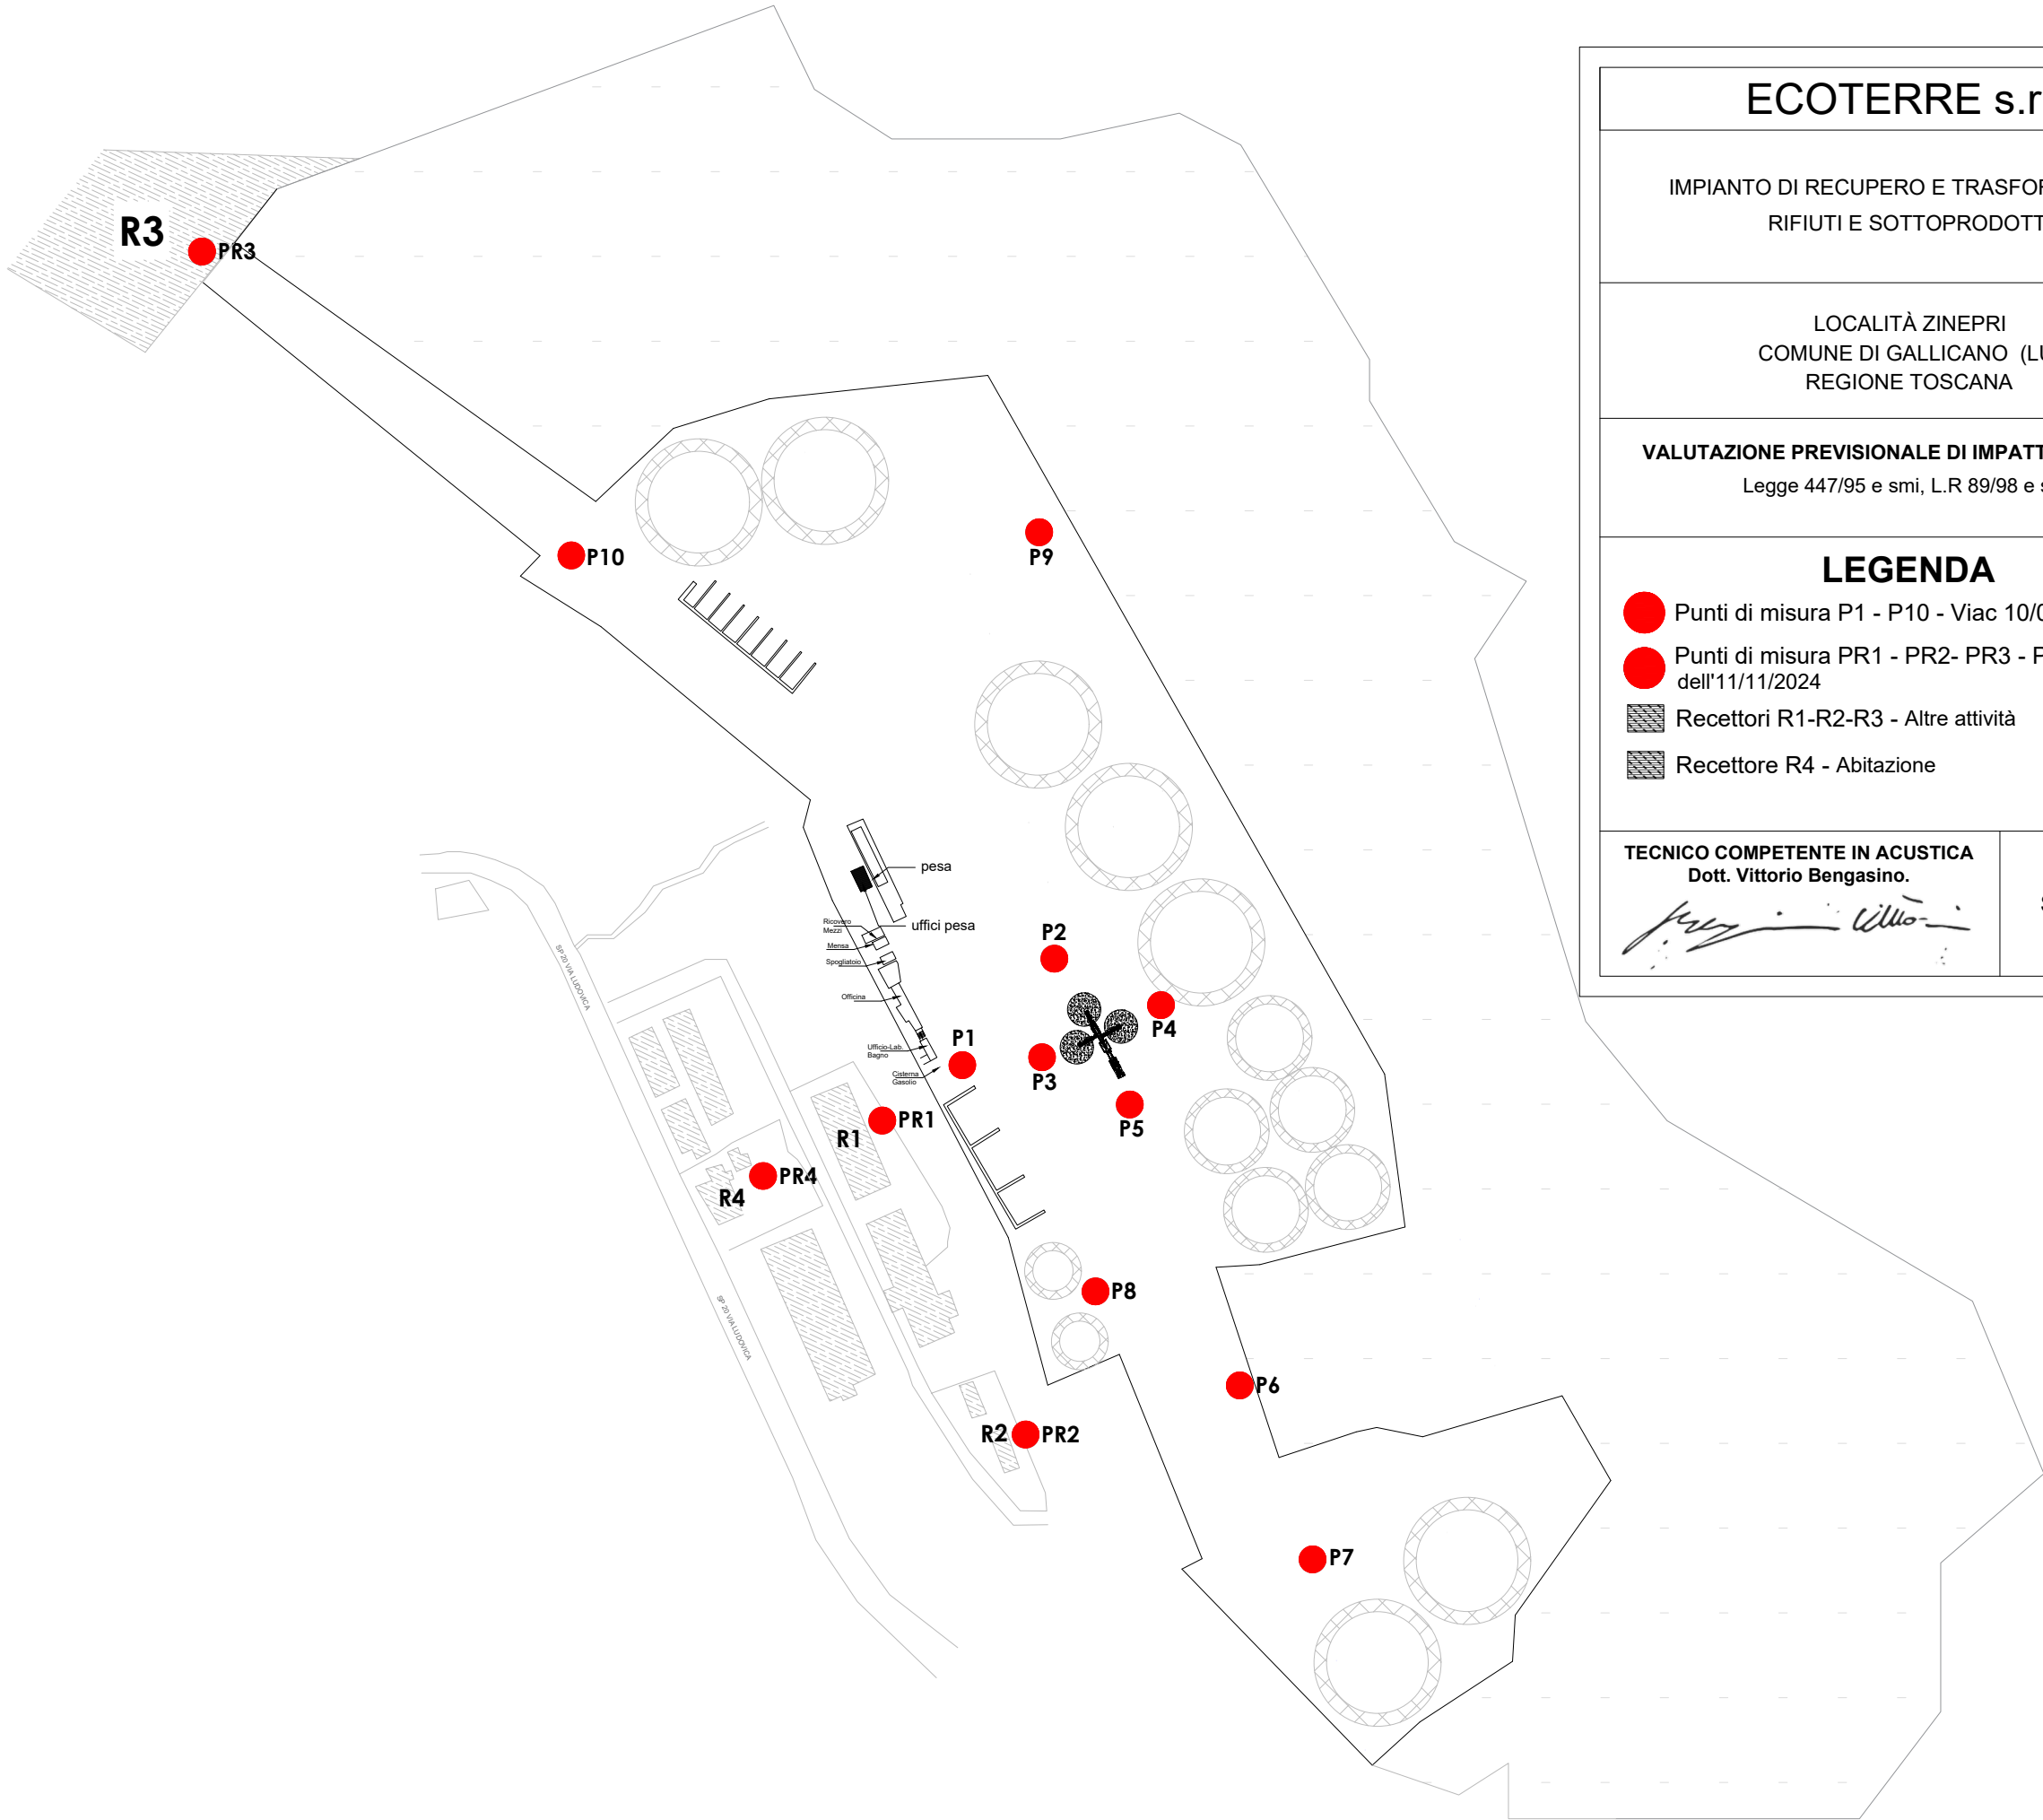 ECOTERRE s.r
IMPIANTO DI RECUPERO E TRASFOR
RIFIUTI E SOTTOPRODOTT
LOCALITÀ ZINEPRI
COMUNE DI GALLICANO (LU
REGIONE TOSCANA
VALUTAZIONE PREVISIONALE DI IMPATT
Legge 447/95 e smi, L.R 89/98 e s
LEGENDA
Punti di misura P1 - P10 - Viac 10/0
Punti di misura PR1 - PR2- PR3 - P
dell'11/11/2024
Recettori R1-R2-R3 - Altre attività
Recettore R4 - Abitazione
TECNICO COMPETENTE IN ACUSTICA
Dott. Vittorio Bengasino.
R3
PR3
P10
P9
pesa
uffici pesa
Ricovero
Mezzi
Mensa
Spogliatoio
Officina
Ufficio-Lab.
Bagno
Cisterna
Gasolio
P2
P4
P1
P3
P5
R1
PR1
R4
PR4
P8
P6
R2
PR2
P7
SP 20 VIA LUDOVICA
SP 20 VIA LUDOVICA